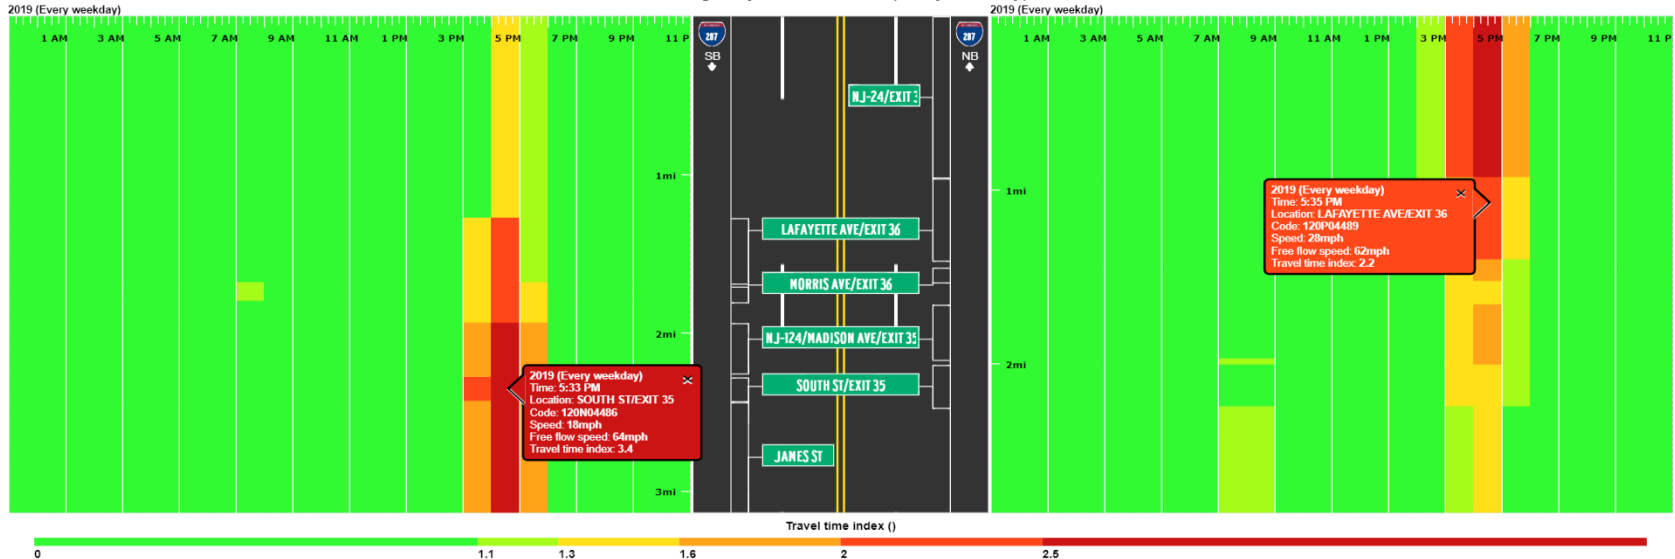 2019 (Every weekday)
1 AM 3 AM 5 AM 7 AM 9 AM 11 AM 1 PM 3 PM 5 PM 7 PM 9 PM 11 P
1mi
2mi
3mi
2019 (Every weekday)
Time: 5:33 PM
Location: SOUTH ST/EXIT 35
Code: 120N04486
Speed: 18mph
Free flow speed: 64mph
Travel time index: 3.4
287
SB
287
NB
NJ-24/EXIT 3
LAFAYETTE AVE/EXIT 36
MORRIS AVE/EXIT 36
NJ-124/MADISON AVE/EXIT 35
SOUTH ST/EXIT 35
JAMES ST
2019 (Every weekday)
1 AM 3 AM 5 AM 7 AM 9 AM 11 AM 1 PM 3 PM 5 PM 7 PM 9 PM 11 P
1mi
2mi
2019 (Every weekday)
Time: 5:35 PM
Location: LAFAYETTE AVE/EXIT 36
Code: 120P04489
Speed: 28mph
Free flow speed: 62mph
Travel time index: 2.2
Travel time index ()
0 1.1 1.3 1.6 2 2.5